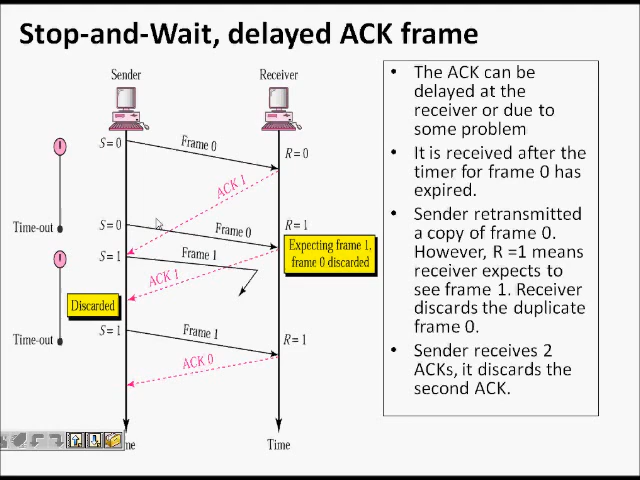 Stop-and-Wait, delayed ACK frame
Sender
Receiver
S = 0
Frame 0
R = 0
ACK 1
Time-out
S = 0
Frame 0
R = 1
S = 1
Frame 1
Expecting frame 1,
frame 0 discarded
ACK 1
Discarded
S = 1
Frame 1
R = 1
Time-out
ACK 0
Time
• The ACK can be
delayed at the
receiver or due to
some problem
• It is received after the
timer for frame 0 has
expired.
• Sender retransmitted
a copy of frame 0.
However, R =1 means
receiver expects to
see frame 1. Receiver
discards the duplicate
frame 0.
• Sender receives 2
ACKs, it discards the
second ACK.